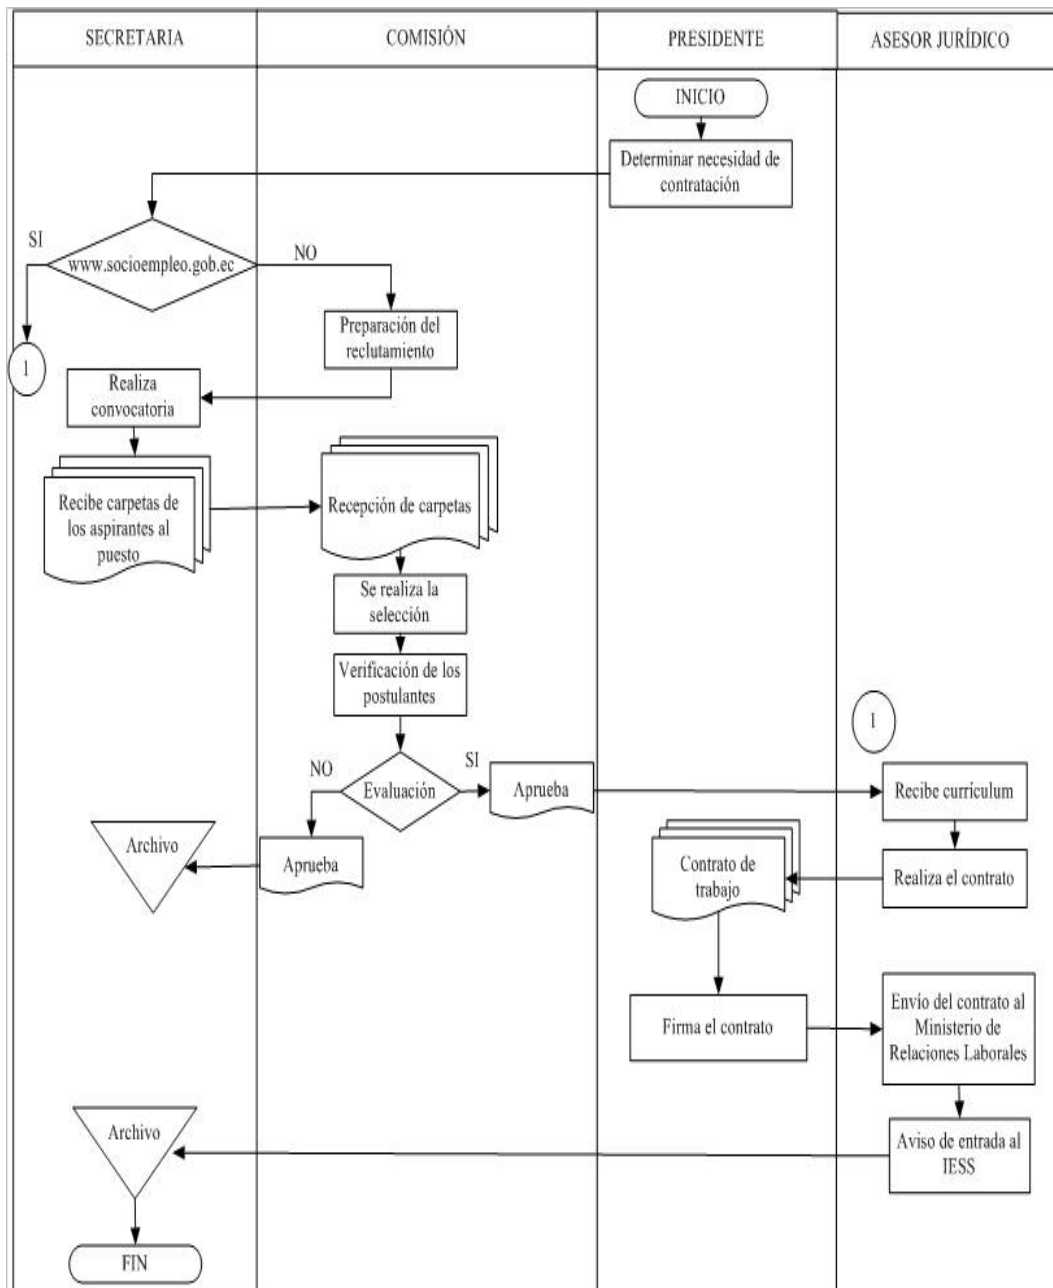 SECRETARIA
COMISIÓN
PRESIDENTE
ASESOR JURÍDICO
INICIO
Determinar necesidad de
contratación
SI
www.socioempleo.gob.ec
NO
Preparación del
reclutamiento
1
Realiza
convocatoria
Recibe carpetas de
los aspirantes al
puesto
Recepción de carpetas
Se realiza la
selección
Verificación de los
postulantes
1
NO
Evaluación
SI
Aprueba
Recibe curriculum
Archivo
Aprueba
Contrato de
trabajo
Realiza el contrato
Firma el contrato
Envío del contrato al
Ministerio de
Relaciones Laborales
Archivo
Aviso de entrada al
IESS
FIN